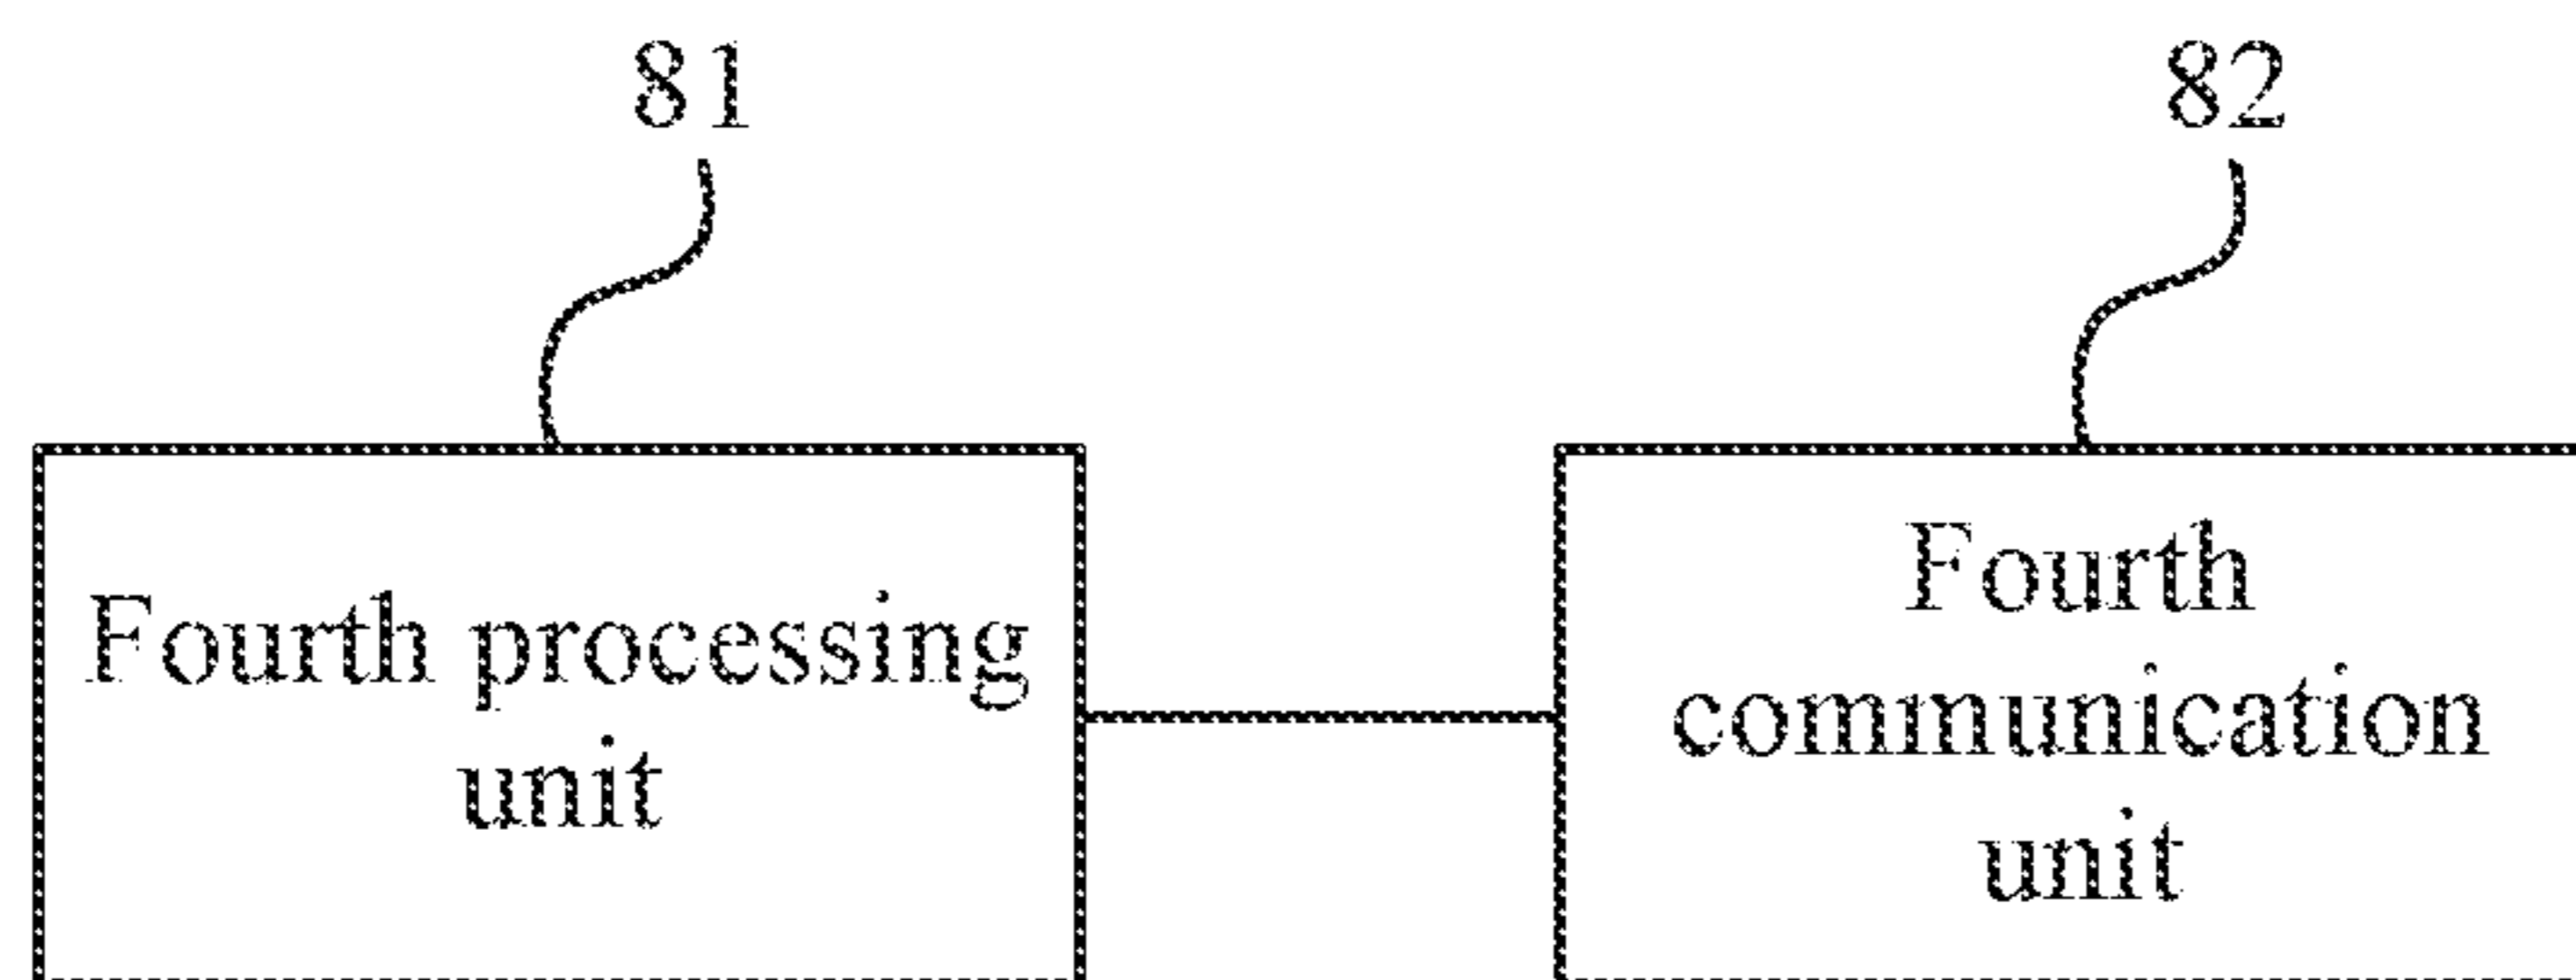 81
82
Fourth processing
unit
Fourth
communication
unit